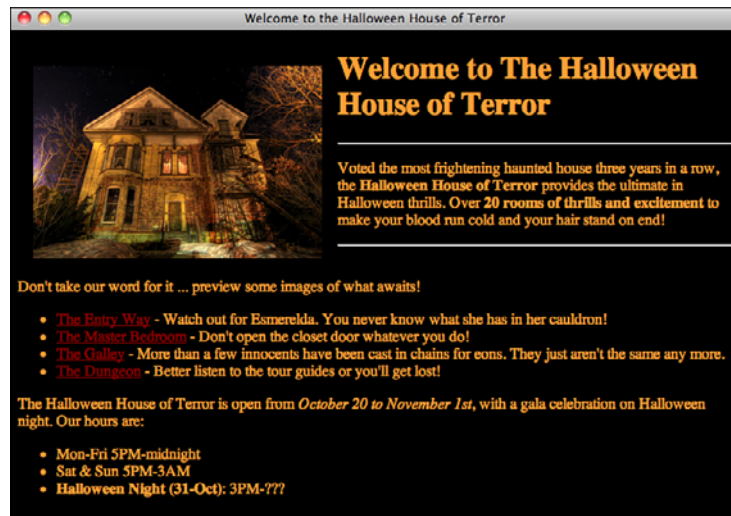 Welcome to the Halloween House of Terror
Welcome to The Halloween
House of Terror
Voted the most frightening haunted house three years in a row,
the Halloween House of Terror provides the ultimate in
Halloween thrills. Over 20 rooms of thrills and excitement to
make your blood run cold and your hair stand on end!
Don't take our word for it ... preview some images of what awaits!
• The Entry Way - Watch out for Esmerelda. You never know what she has in her cauldron!
• The Master Bedroom - Don't open the closet door whatever you do!
• The Galley - More than a few innocents have been cast in chains for eons. They just aren't the same any more.
• The Dungeon - Better listen to the tour guides or you'll get lost!
The Halloween House of Terror is open from October 20 to November 1st, with a gala celebration on Halloween
night. Our hours are:
• Mon-Fri 5PM-midnight
• Sat & Sun 5PM-3AM
• Halloween Night (31-Oct): 3PM-???